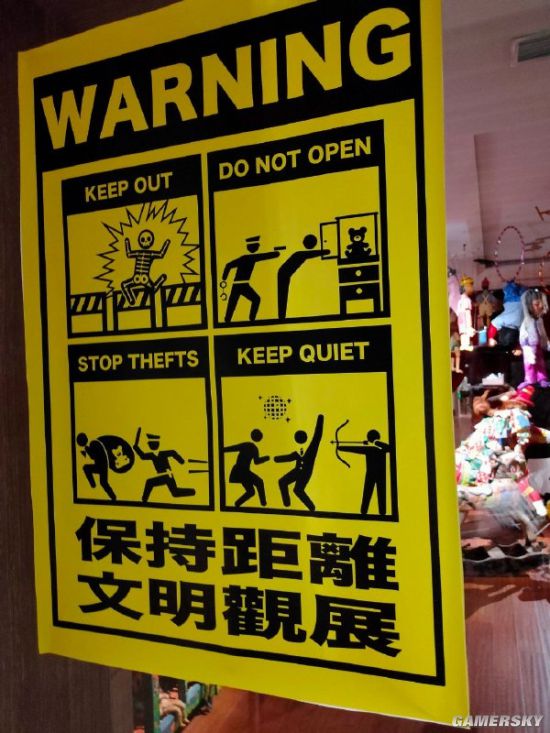 WARNING
KEEP OUT
DO NOT OPEN
STOP THEFTS
KEEP QUIET
保持距離
文明觀展
GAMERSKY